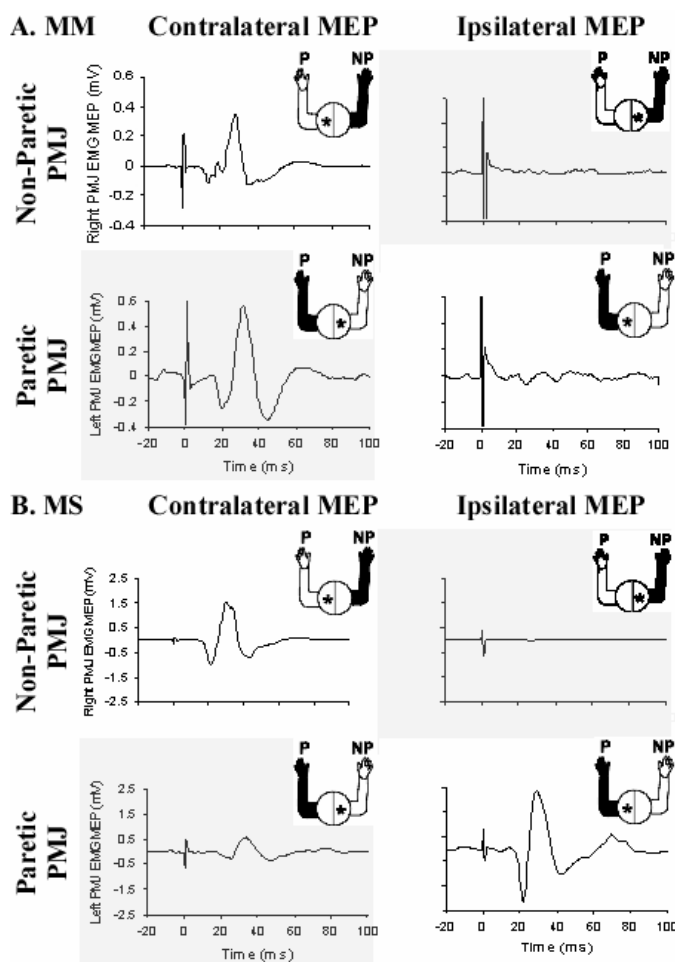 A. MM Contralateral MEP Ipsilateral MEP
Non-Paretic
PMJ
Right PMJ EMG MEP (mV)
0.6
0.4
0.2
0
-0.2
-0.4
P NP
*
P NP
*
Paretic
PMJ
Left PMJ EMG MEP (mV)
0.6
0.4
0.2
0
-0.2
-0.4
-20 0 20 40 60 80 100
Time (ms)
P NP
*
-20 0 20 40 60 80 100
Time (ms)
P NP
*
B. MS Contralateral MEP Ipsilateral MEP
Non-Paretic
PMJ
Right PMJ EMG MEP (mV)
2.5
1.5
0.5
-0.5
-1.5
-2.5
P NP
*
P NP
*
Paretic
PMJ
Left PMJ EMG MEP (mV)
2.5
1.5
0.5
-0.5
-1.5
-2.5
-20 0 20 40 60 80 100
Time (ms)
P NP
*
-20 0 20 40 60 80 100
Time (ms)
P NP
*